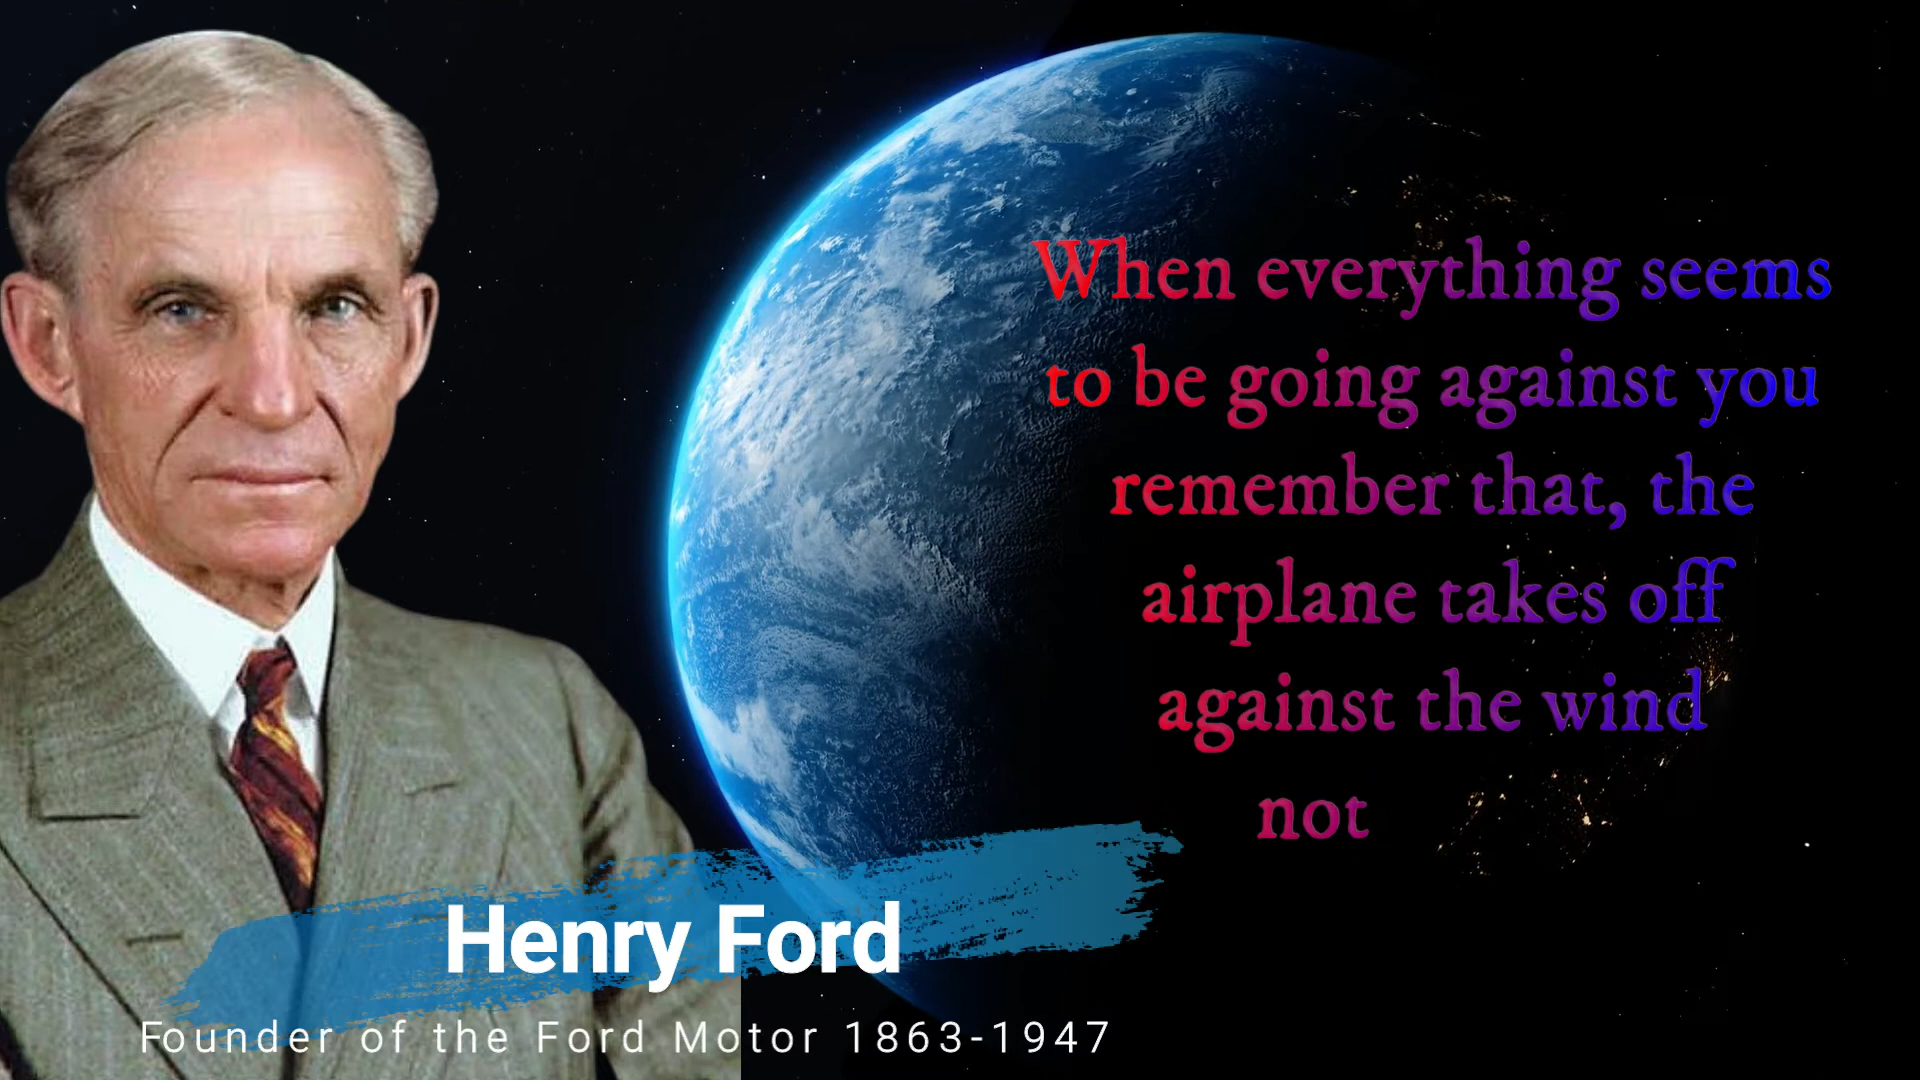 When everything seems
to be going against you
remember that, the
airplane takes off
against the wind
not
Henry Ford
Founder of the Ford Motor 1863-1947